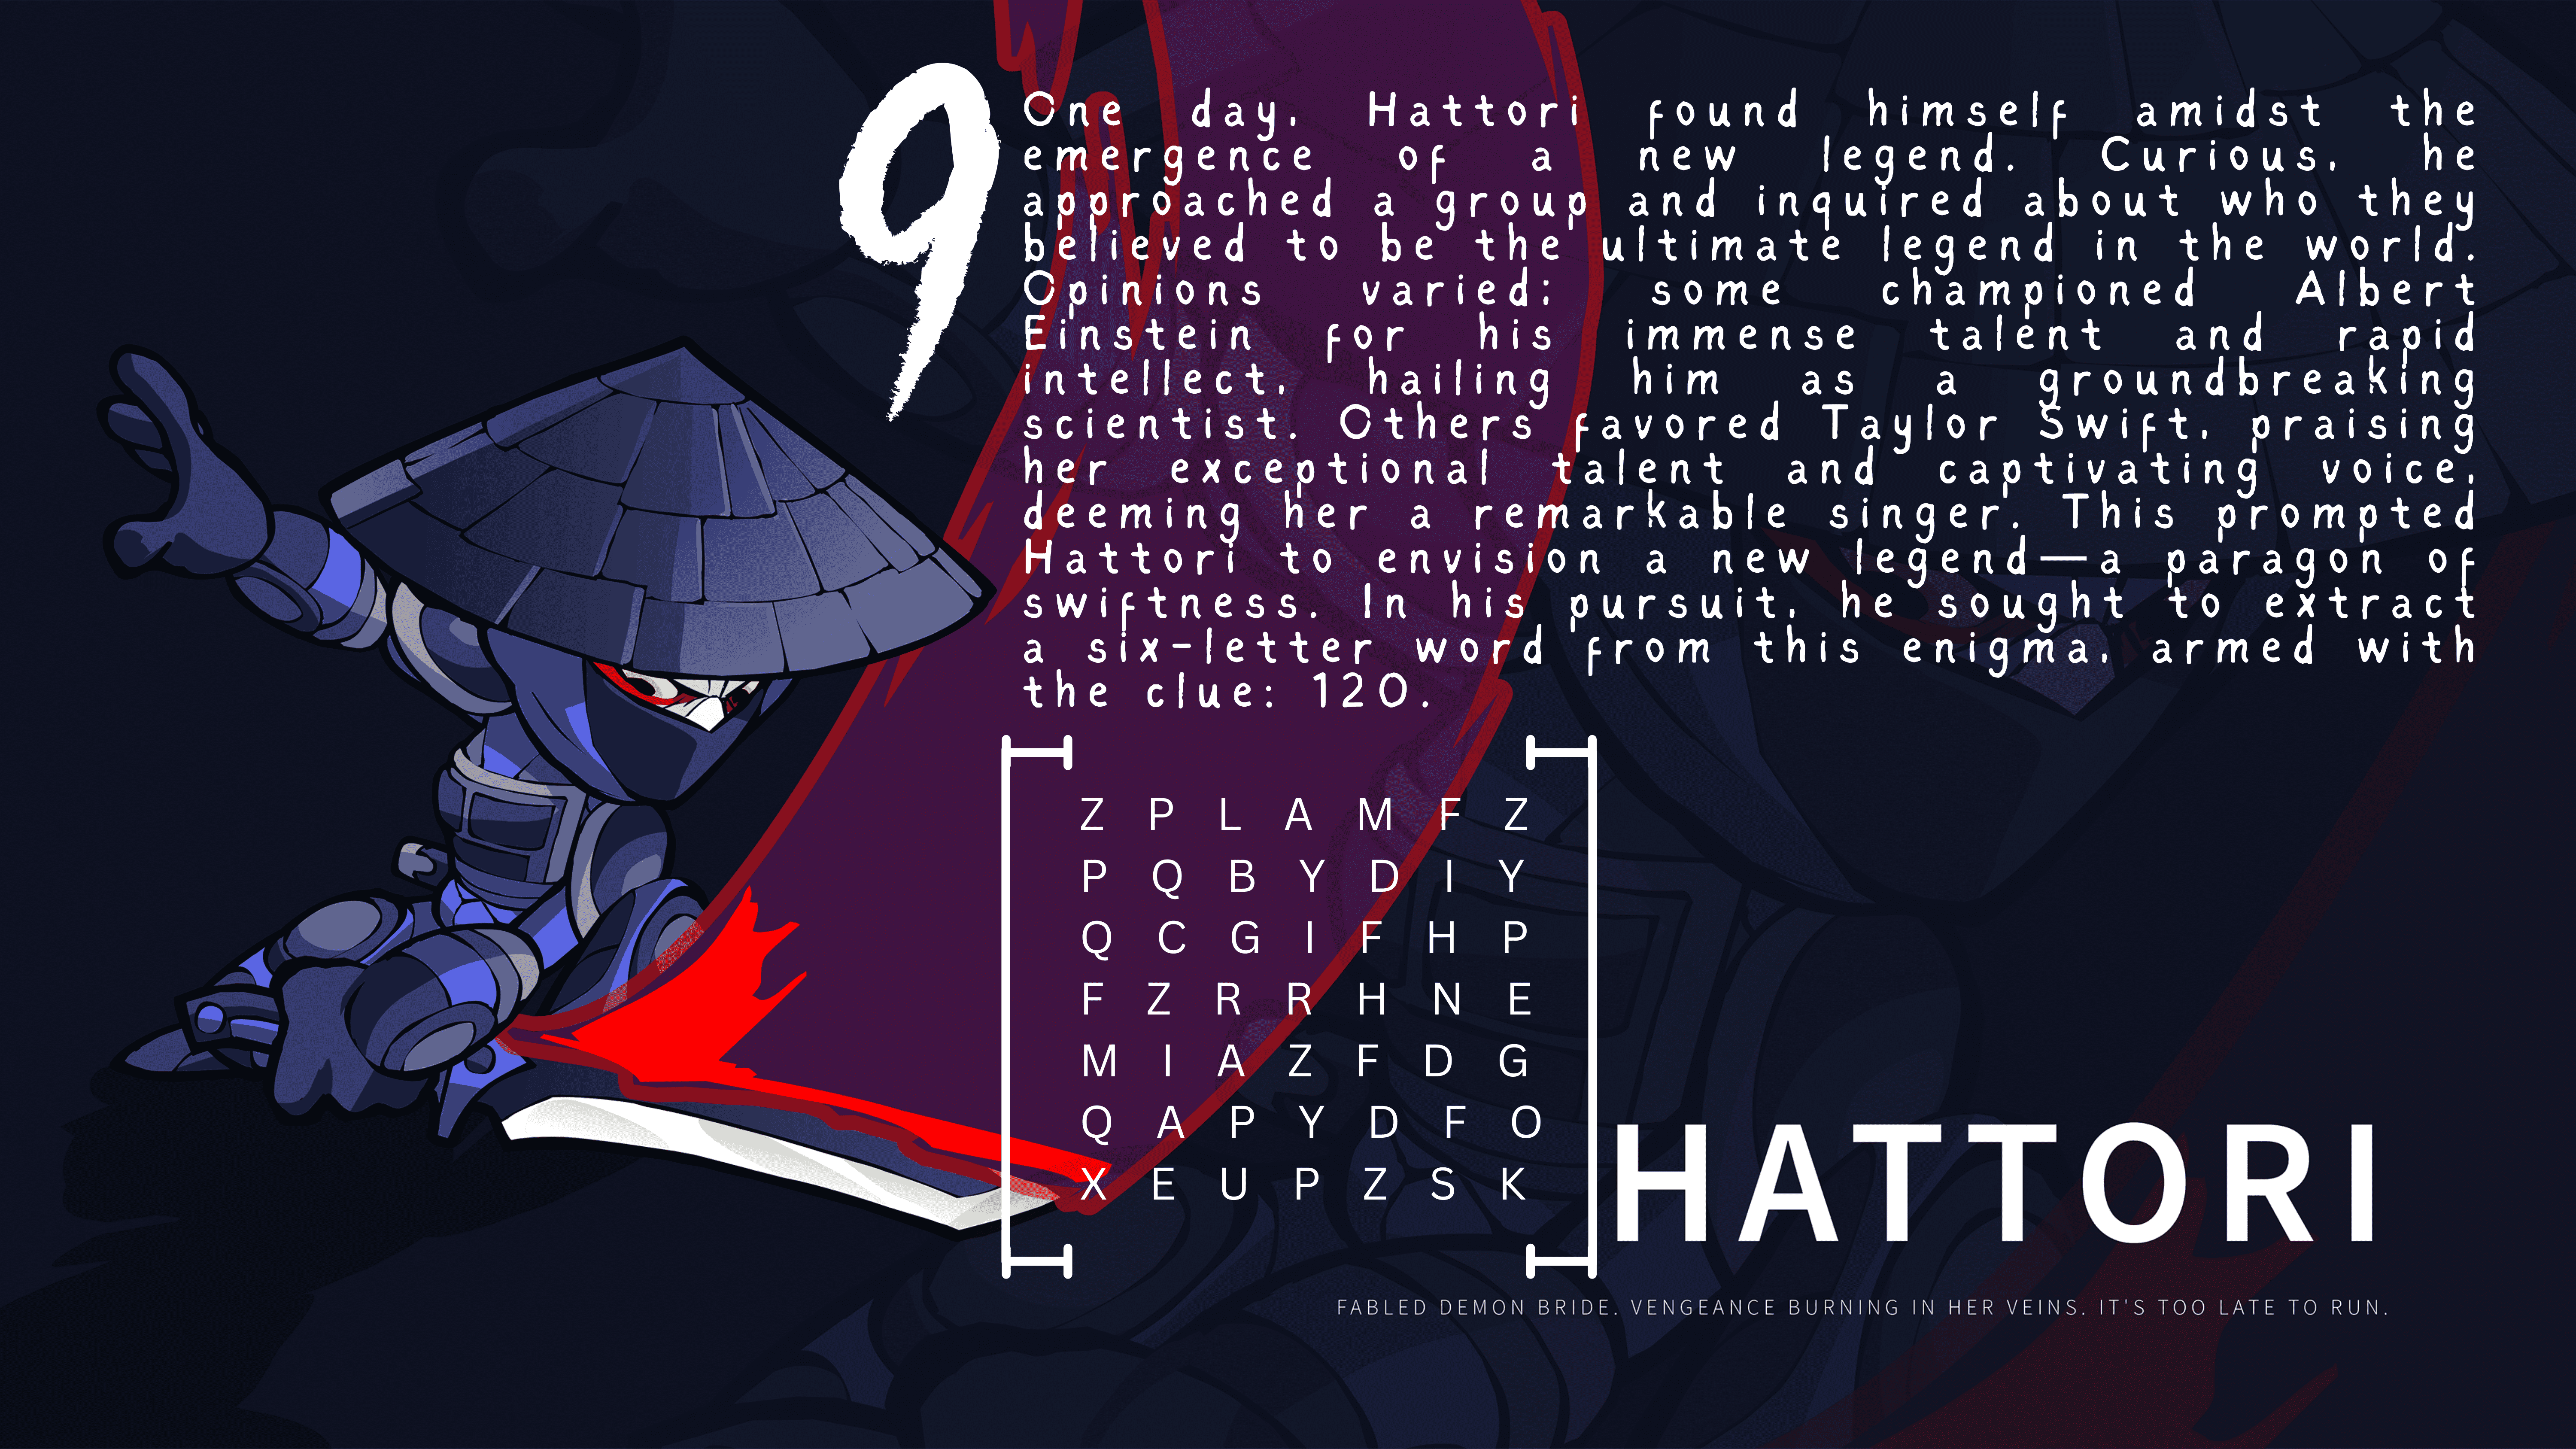 9
One day, Hattori found himself amidst the
emergence of a new legend. Curious, he
approached a group and inquired about who they
believed to be the ultimate legend in the world.
Opinions varied; some championed Albert
Einstein for his immense talent and rapid
intellect, hailing him as a groundbreaking
scientist. Others favored Taylor Swift, praising
her exceptional talent and captivating voice,
deeming her a remarkable singer. This prompted
Hattori to envision a new legend—a paragon of
swiftness. In his pursuit, he sought to extract
a six-letter word from this enigma, armed with
the clue: 120.
Z P L A M F Z
P Q B Y D I Y
Q C G I F H P
F Z R R H N E
M I A Z F D G
Q A P Y D F O
X E U P Z S K
HATTORI
FABLED DEMON BRIDE. VENGEANCE BURNING IN HER VEINS. IT'S TOO LATE TO RUN.